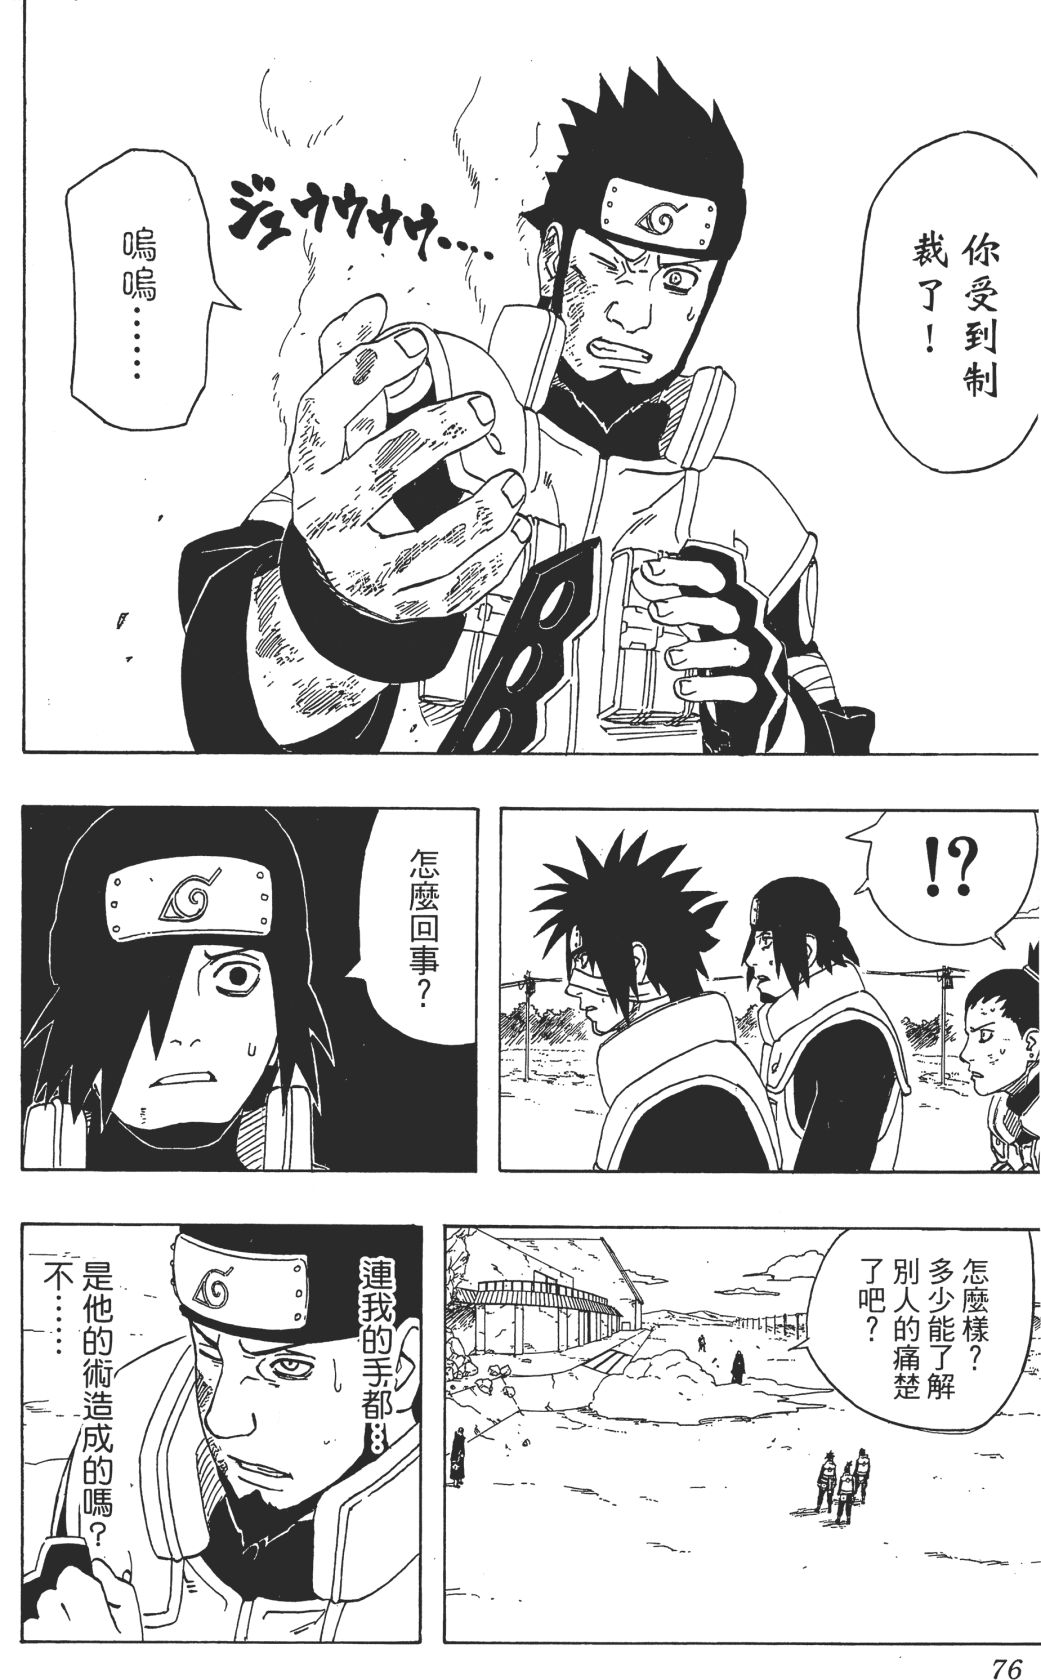 你受到制
裁了！
ジュウウウウ…
嗚嗚……
!?
怎麼回事？
怎麼樣？
多少能了解
別人的痛楚
了吧？
連我的手都…
是他的術造成的嗎？
不……
76